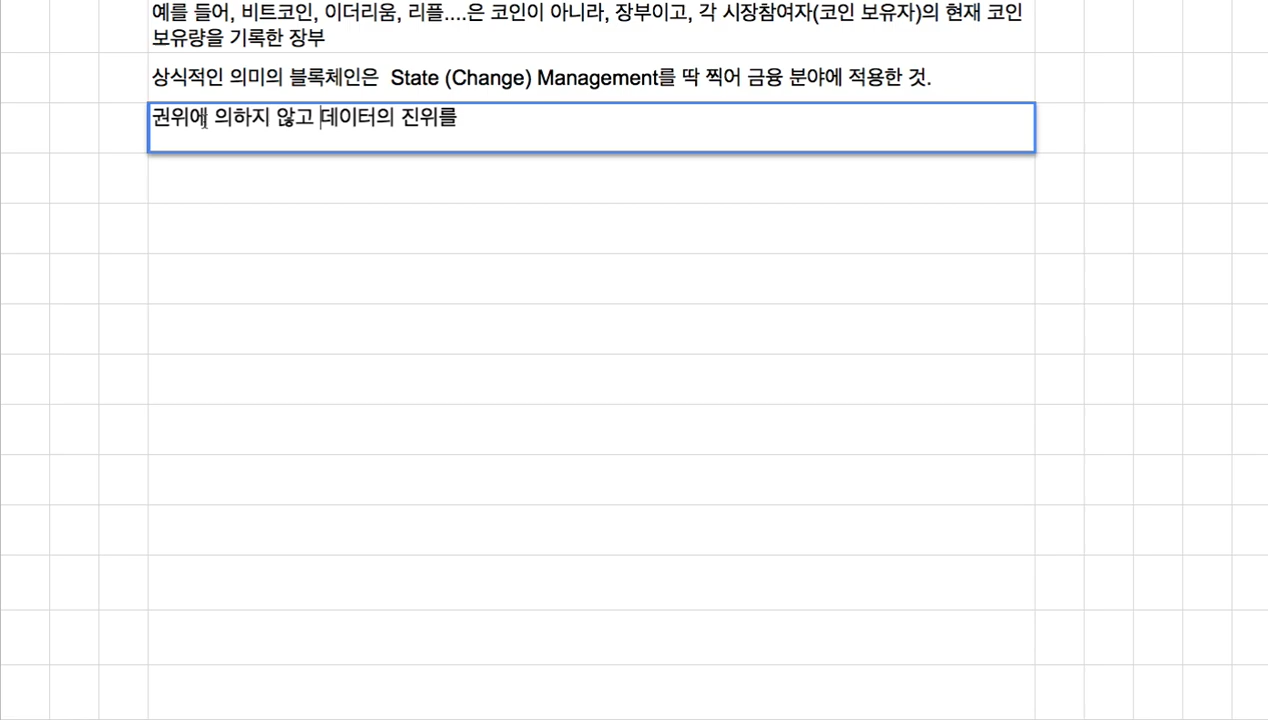 예를 들어, 비트코인, 이더리움, 리플....은 코인이 아니라, 장부이고, 각 시장참여자(코인 보유자)의 현재 코인
보유량을 기록한 장부
상식적인 의미의 블록체인은  State (Change) Management를 딱 찍어 금융 분야에 적용한 것.
권위에 의하지 않고 데이터의 진위를